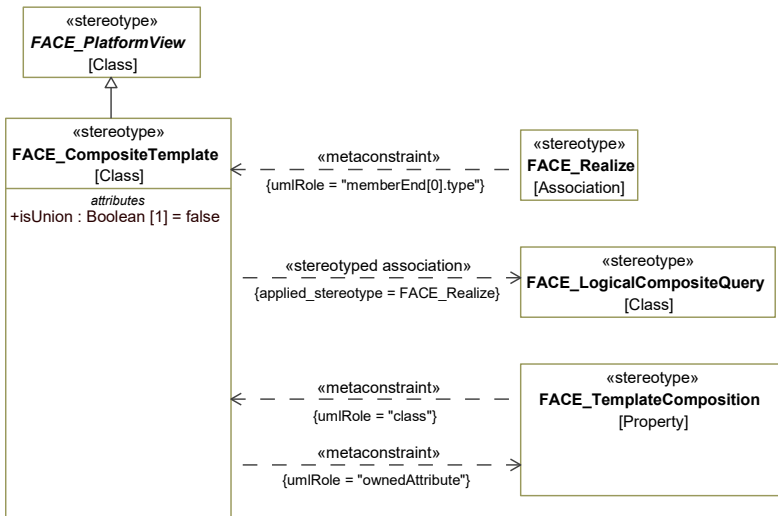 «stereotype»
FACE_PlatformView
[Class]
«stereotype»
FACE_CompositeTemplate
[Class]
attributes
+isUnion : Boolean [1] = false
«metaconstraint»
{umlRole = "memberEnd[0].type"}
«stereotype»
FACE_Realize
[Association]
«stereotyped association»
{applied_stereotype = FACE_Realize}
«stereotype»
FACE_LogicalCompositeQuery
[Class]
«metaconstraint»
{umlRole = "class"}
«stereotype»
FACE_TemplateComposition
[Property]
«metaconstraint»
{umlRole = "ownedAttribute"}